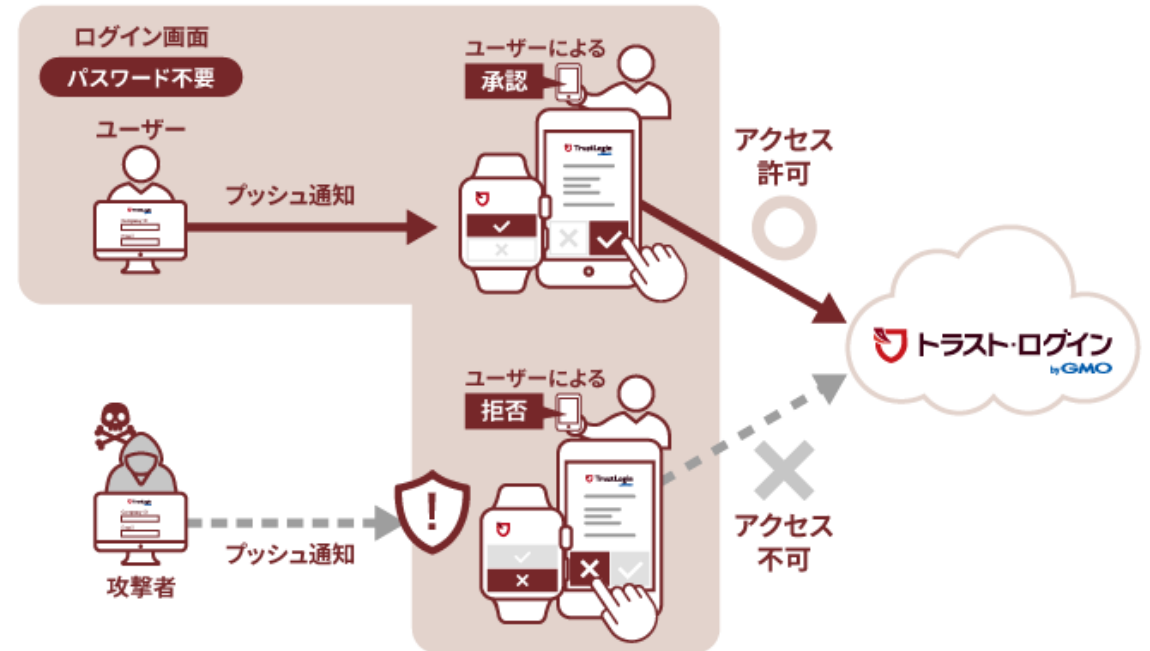 ログイン画面
パスワード不要
ユーザー
プッシュ通知
ユーザーによる
承認
TrustLogin
アクセス
許可
トラスト・ログイン
byGMO
ユーザーによる
拒否
TrustLogin
アクセス
不可
プッシュ通知
攻撃者